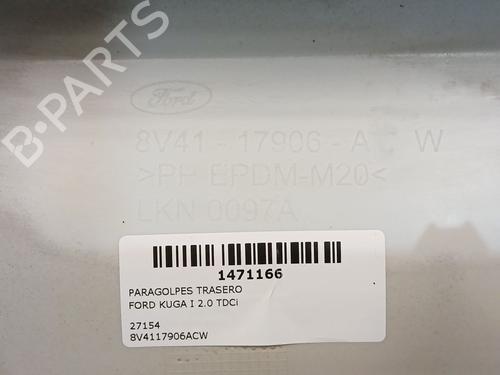 Ford
8V41 - 17906 - AC W
>PP EPDM-M20<
LKN 0097A
1471166
PARAGOLPES TRASERO
FORD KUGA I 2.0 TDCi
27154
8V4117906ACW